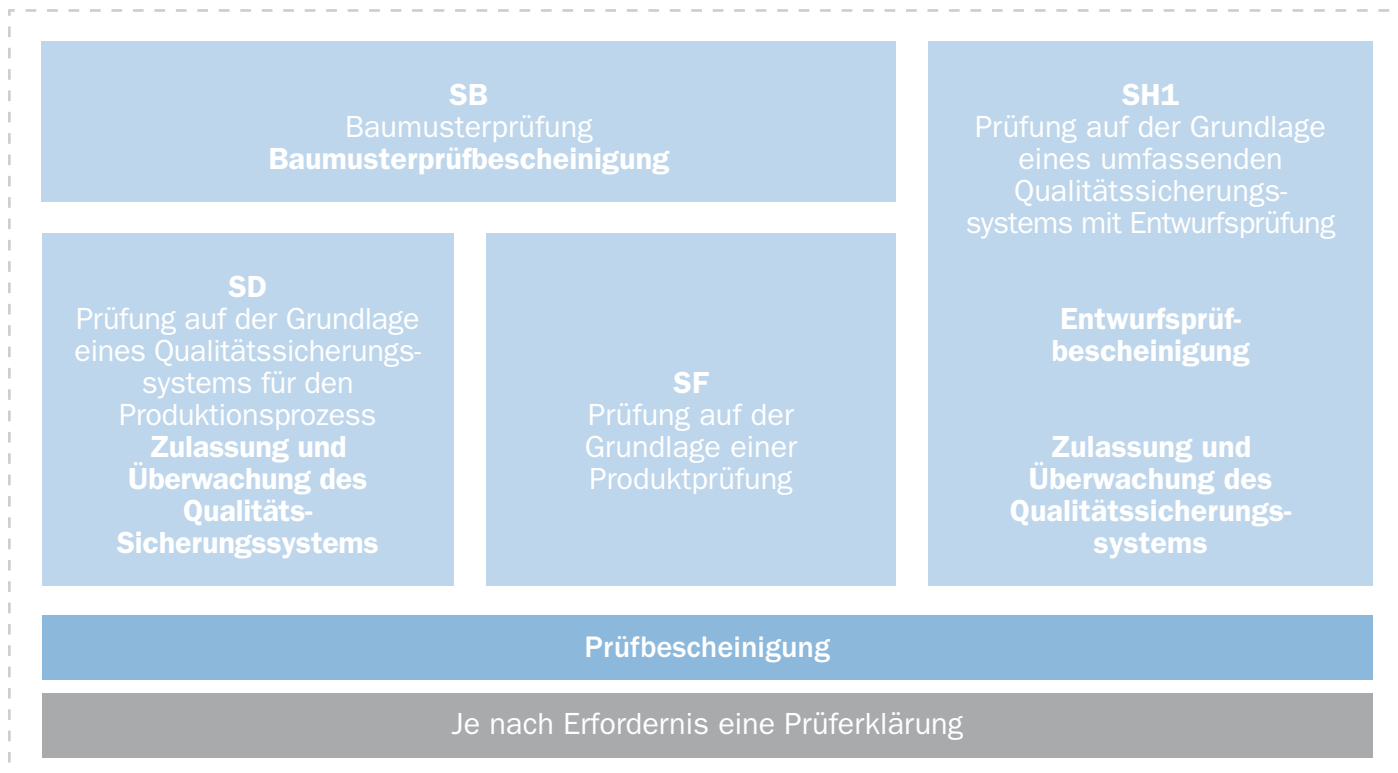 SB
Baumusterprüfung
Baumusterprüfbescheinigung
SD
Prüfung auf der Grundlage
eines Qualitätssicherungs-
systems für den
Produktionsprozess
Zulassung und
Überwachung des
Qualitäts-
Sicherungssystems
SF
Prüfung auf der
Grundlage einer
Produktprüfung
SH1
Prüfung auf der Grundlage
eines umfassenden
Qualitätssicherungs-
systems mit Entwurfsprüfung
Entwurfsprüf-
bescheinigung
Zulassung und
Überwachung des
Qualitätssicherungs-
systems
Prüfbescheinigung
Je nach Erfordernis eine Prüferklärung